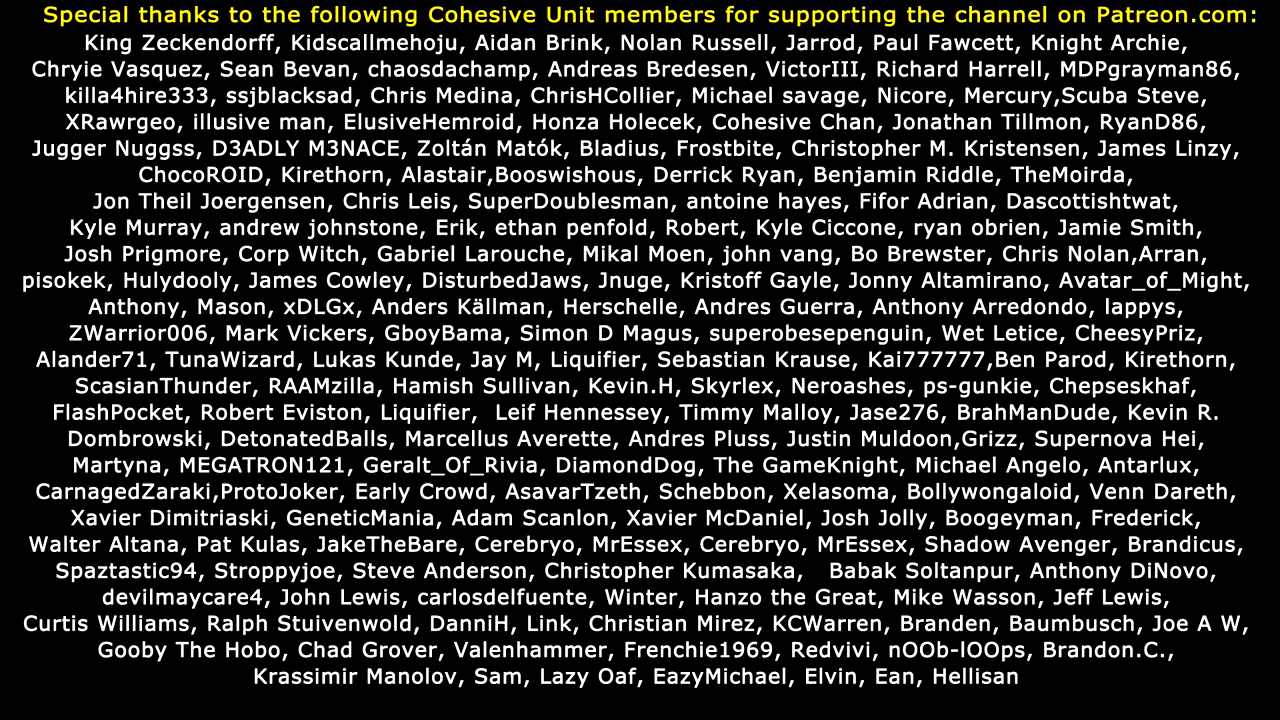 Special thanks to the following Cohesive Unit members for supporting the channel on Patreon.com:
King Zeckendorff, Kidscallmehoju, Aidan Brink, Nolan Russell, Jarrod, Paul Fawcett, Knight Archie,
Chryie Vasquez, Sean Bevan, chaosdachamp, Andreas Bredesen, VictorIII, Richard Harrell, MDPgrayman86,
killa4hire333, ssjblacksad, Chris Medina, ChrisHCollier, Michael savage, Nicore, Mercury,Scuba Steve,
XRawrgeo, illusive man, ElusiveHemroid, Honza Holecek, Cohesive Chan, Jonathan Tillmon, RyanD86,
Jugger Nuggss, D3ADLY M3NACE, Zoltán Matók, Bladius, Frostbite, Christopher M. Kristensen, James Linzy,
ChocoROID, Kirethorn, Alastair,Booswishous, Derrick Ryan, Benjamin Riddle, TheMoirda,
Jon Theil Joergensen, Chris Leis, SuperDoublesman, antoine hayes, Fifor Adrian, Dascottishtwat,
Kyle Murray, andrew johnstone, Erik, ethan penfold, Robert, Kyle Ciccone, ryan obrien, Jamie Smith,
Josh Prigmore, Corp Witch, Gabriel Larouche, Mikal Moen, john vang, Bo Brewster, Chris Nolan,Arran,
pisokek, Hulydooly, James Cowley, DisturbedJaws, Jnuge, Kristoff Gayle, Jonny Altamirano, Avatar_of_Might,
Anthony, Mason, xDLGx, Anders Källman, Herschelle, Andres Guerra, Anthony Arredondo, lappys,
ZWarrior006, Mark Vickers, GboyBama, Simon D Magus, superobesepenguin, Wet Letice, CheesyPriz,
Alander71, TunaWizard, Lukas Kunde, Jay M, Liquifier, Sebastian Krause, Kai777777,Ben Parod, Kirethorn,
ScasianThunder, RAAMzilla, Hamish Sullivan, Kevin.H, Skyrlex, Neroashes, ps-gunkie, Chepseskhaf,
FlashPocket, Robert Eviston, Liquifier,  Leif Hennessey, Timmy Malloy, Jase276, BrahManDude, Kevin R.
Dombrowski, DetonatedBalls, Marcellus Averette, Andres Pluss, Justin Muldoon,Grizz, Supernova Hei,
Martyna, MEGATRON121, Geralt_Of_Rivia, DiamondDog, The GameKnight, Michael Angelo, Antarlux,
CarnagedZaraki,ProtoJoker, Early Crowd, AsavarTzeth, Schebbon, Xelasoma, Bollywongaloid, Venn Dareth,
Xavier Dimitriaski, GeneticMania, Adam Scanlon, Xavier McDaniel, Josh Jolly, Boogeyman, Frederick,
Walter Altana, Pat Kulas, JakeTheBare, Cerebryo, MrEssex, Cerebryo, MrEssex, Shadow Avenger, Brandicus,
Spaztastic94, Stroppyjoe, Steve Anderson, Christopher Kumasaka,   Babak Soltanpur, Anthony DiNovo,
devilmaycare4, John Lewis, carlosdelfuente, Winter, Hanzo the Great, Mike Wasson, Jeff Lewis,
Curtis Williams, Ralph Stuivenwold, DanniH, Link, Christian Mirez, KCWarren, Branden, Baumbusch, Joe A W,
Gooby The Hobo, Chad Grover, Valenhammer, Frenchie1969, Redvivi, nOOb-lOOps, Brandon.C.,
Krassimir Manolov, Sam, Lazy Oaf, EazyMichael, Elvin, Ean, Hellisan